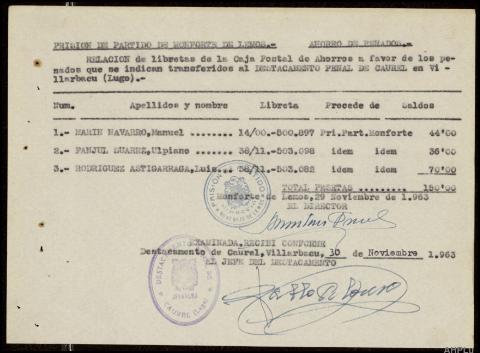 PRISION DE PARTIDO DE MONFORTE DE LEMOS.- AHORRO DE PENADOS.-
RELACION de libretas de la Caja Postal de Ahorros a favor de los pe-
nados que se indican transferidos al DESTACAMENTO PENAL DE CAUREL en Vi-
llarbacu (Lugo).-
Num. Apellidos y nombre Libreta Procede de Saldos
1.- MARIN NAVARRO,Manuel ........ 14/00.-500.897 Pri.Part.Monforte 44'00
2.- FANJUL SUAREZ,Ulpiano ....... 38/11.-503.098 idem idem 36'00
3.- RODRIGUEZ ASTIGARRAGA,Luis... 38/11.-503.082 idem idem 70'00
TOTAL PESETAS ......... 150'00
Monforte de Lemos,29 Noviembre de 1.963
EL DIRECTOR
EXAMINADA,RECIBI CONFORME
Destacamento de Caurel, Villarbacu, 30 de Noviembre 1.963
EL JEFE DEL DESTACAMENTO